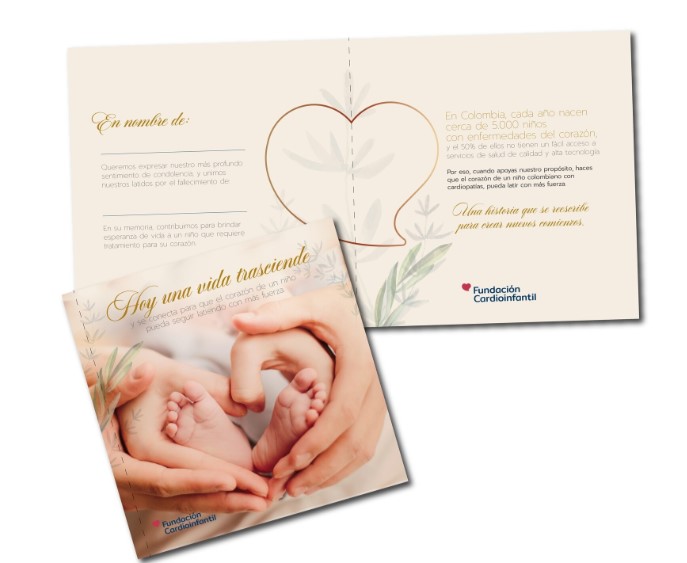 En nombre de:
Queremos expresar nuestro más profundo
sentimiento de condolencia, y unimos
nuestros latidos por el fallecimiento de
En su memoria, contribuimos para brindar
esperanza de vida a un niño que requiere
tratamiento para su corazón.
En Colombia, cada año nacen
cerca de 5.000 niños,
con enfermedades del corazón,
y el 50% de ellos no tienen un fácil acceso a
servicios de salud de calidad y alta tecnología
Por eso, cuando apoyas nuestro propósito, haces
que el corazón de un niño colombiano con
cardiopatías, pueda latir con más fuerza
Una historia que se reescribe
para crear nuevos comienzos.
Fundación
Cardioinfantil
Hoy una vida trasciende
y se conecta para que el corazón de un niño
pueda seguir latiendo con más fuerza
Fundación
Cardioinfantil